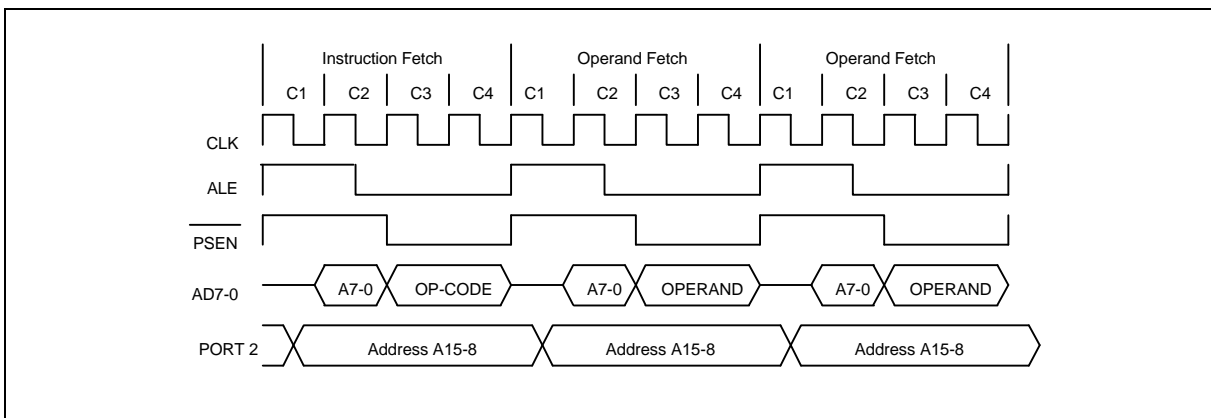 Instruction Fetch Operand Fetch Operand Fetch
C1 C2 C3 C4 C1 C2 C3 C4 C1 C2 C3 C4
CLK
ALE
PSEN
AD7-0 A7-0 OP-CODE A7-0 OPERAND A7-0 OPERAND
PORT 2 Address A15-8 Address A15-8 Address A15-8